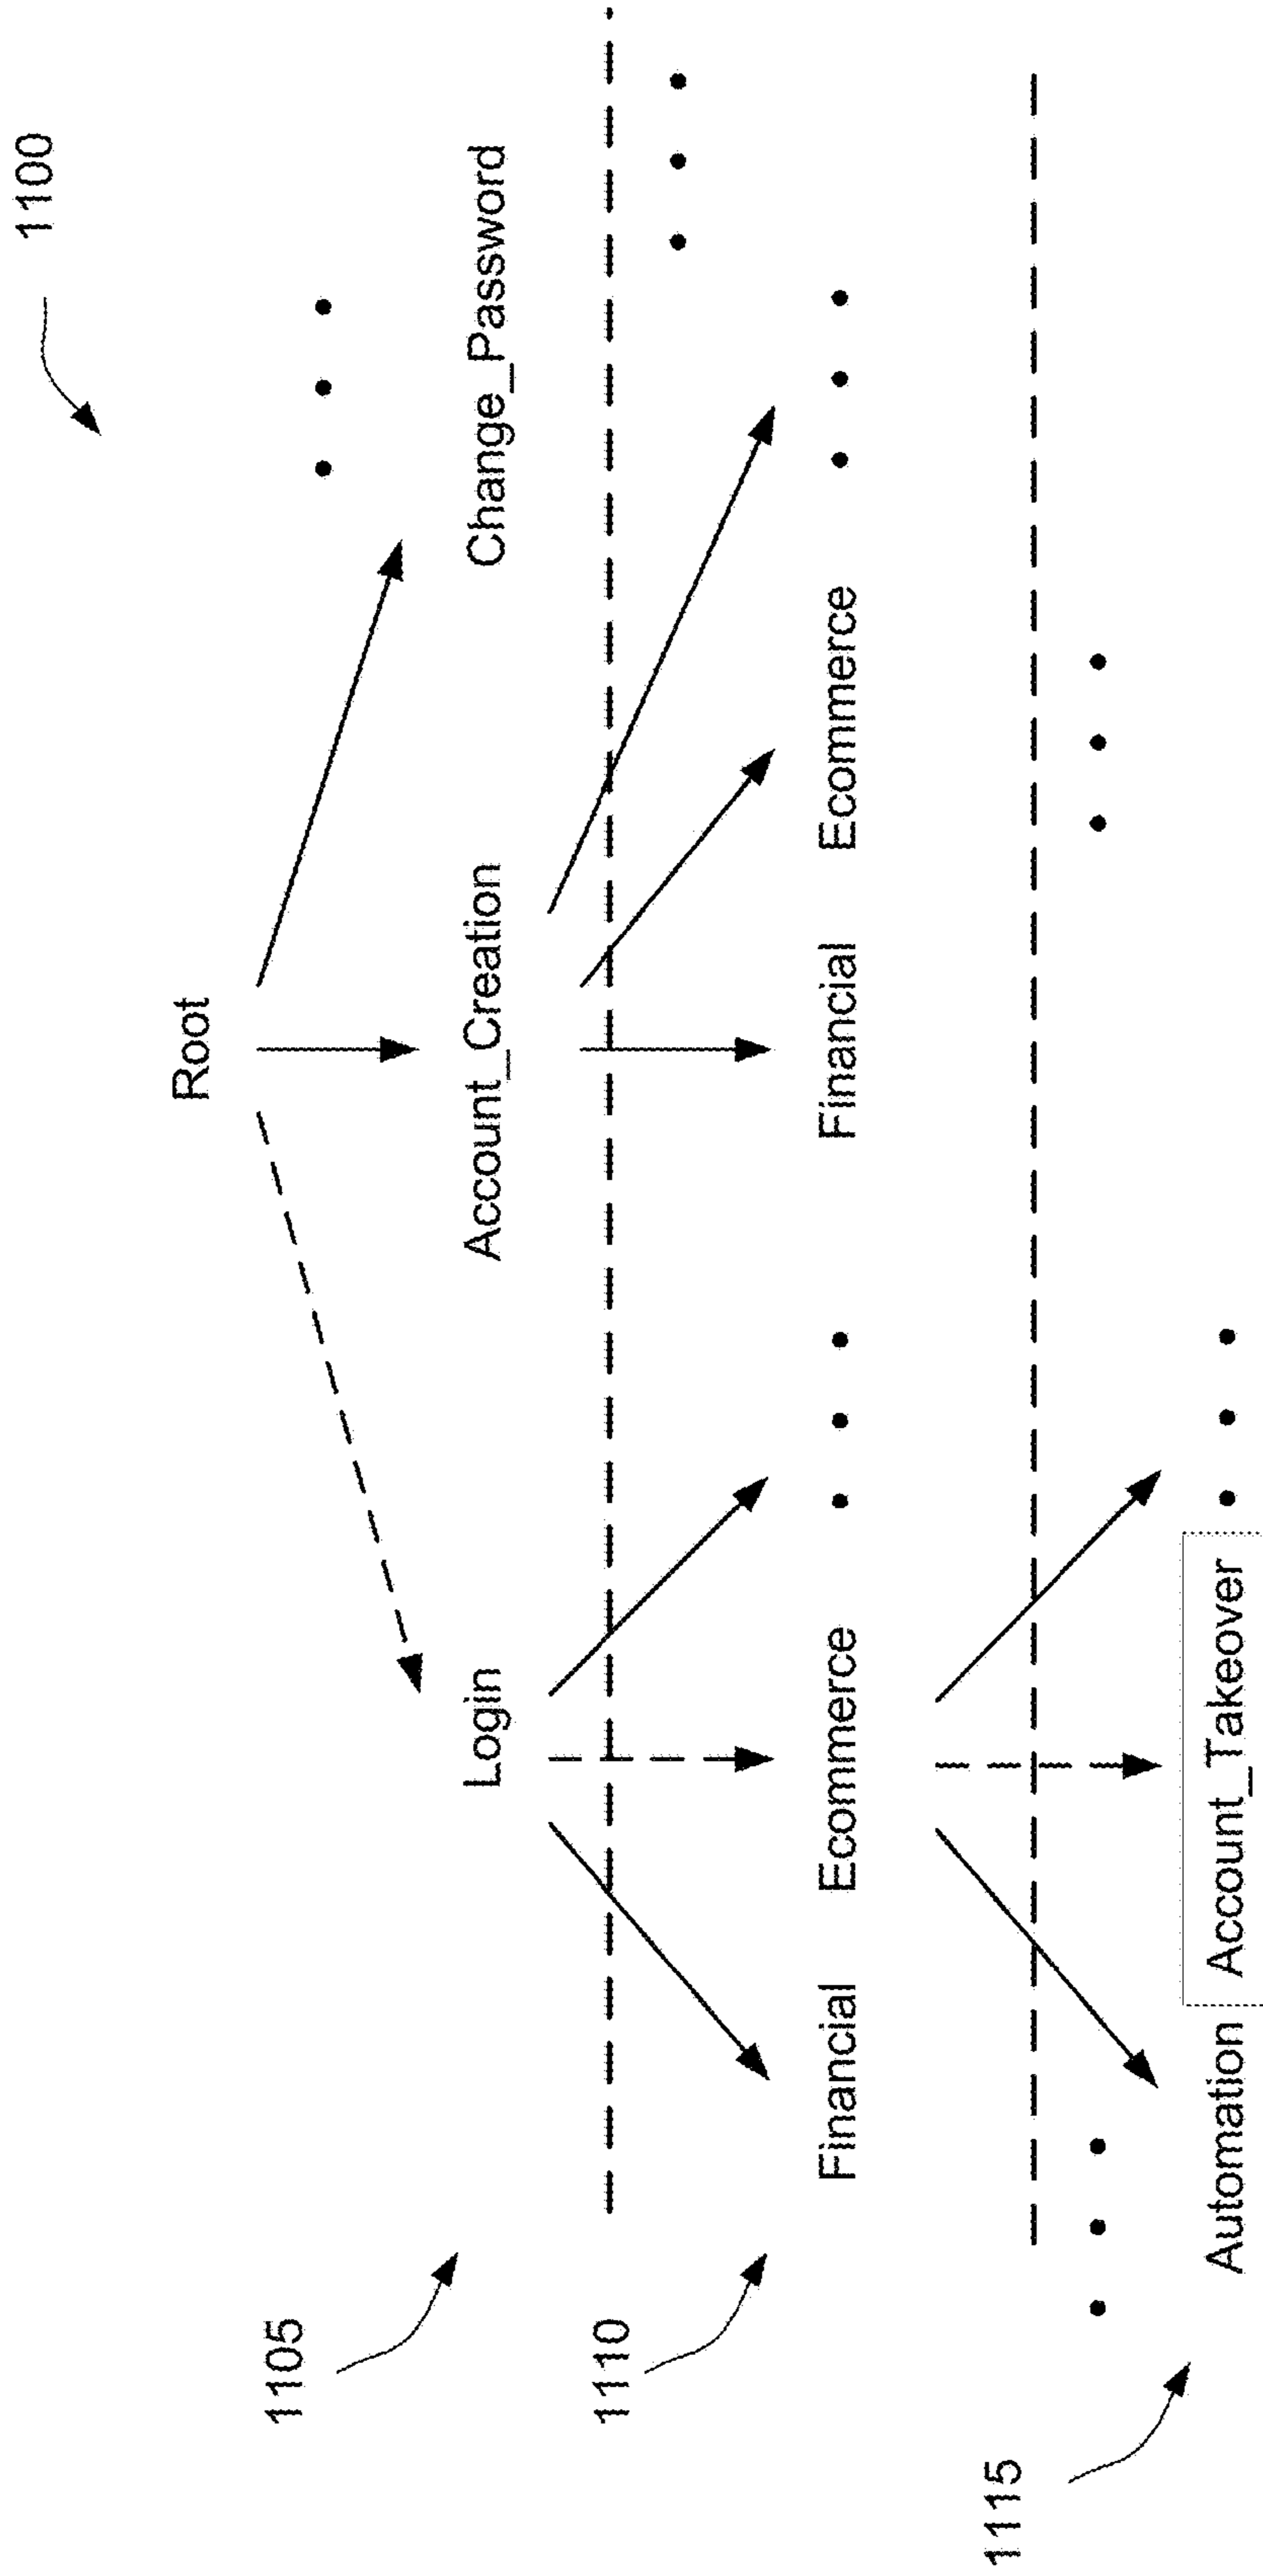 1100
Root
1105
Login Account_Creation Change_Password
1110
Financial Ecommerce Financial Ecommerce
1115
Automation Account_Takeover